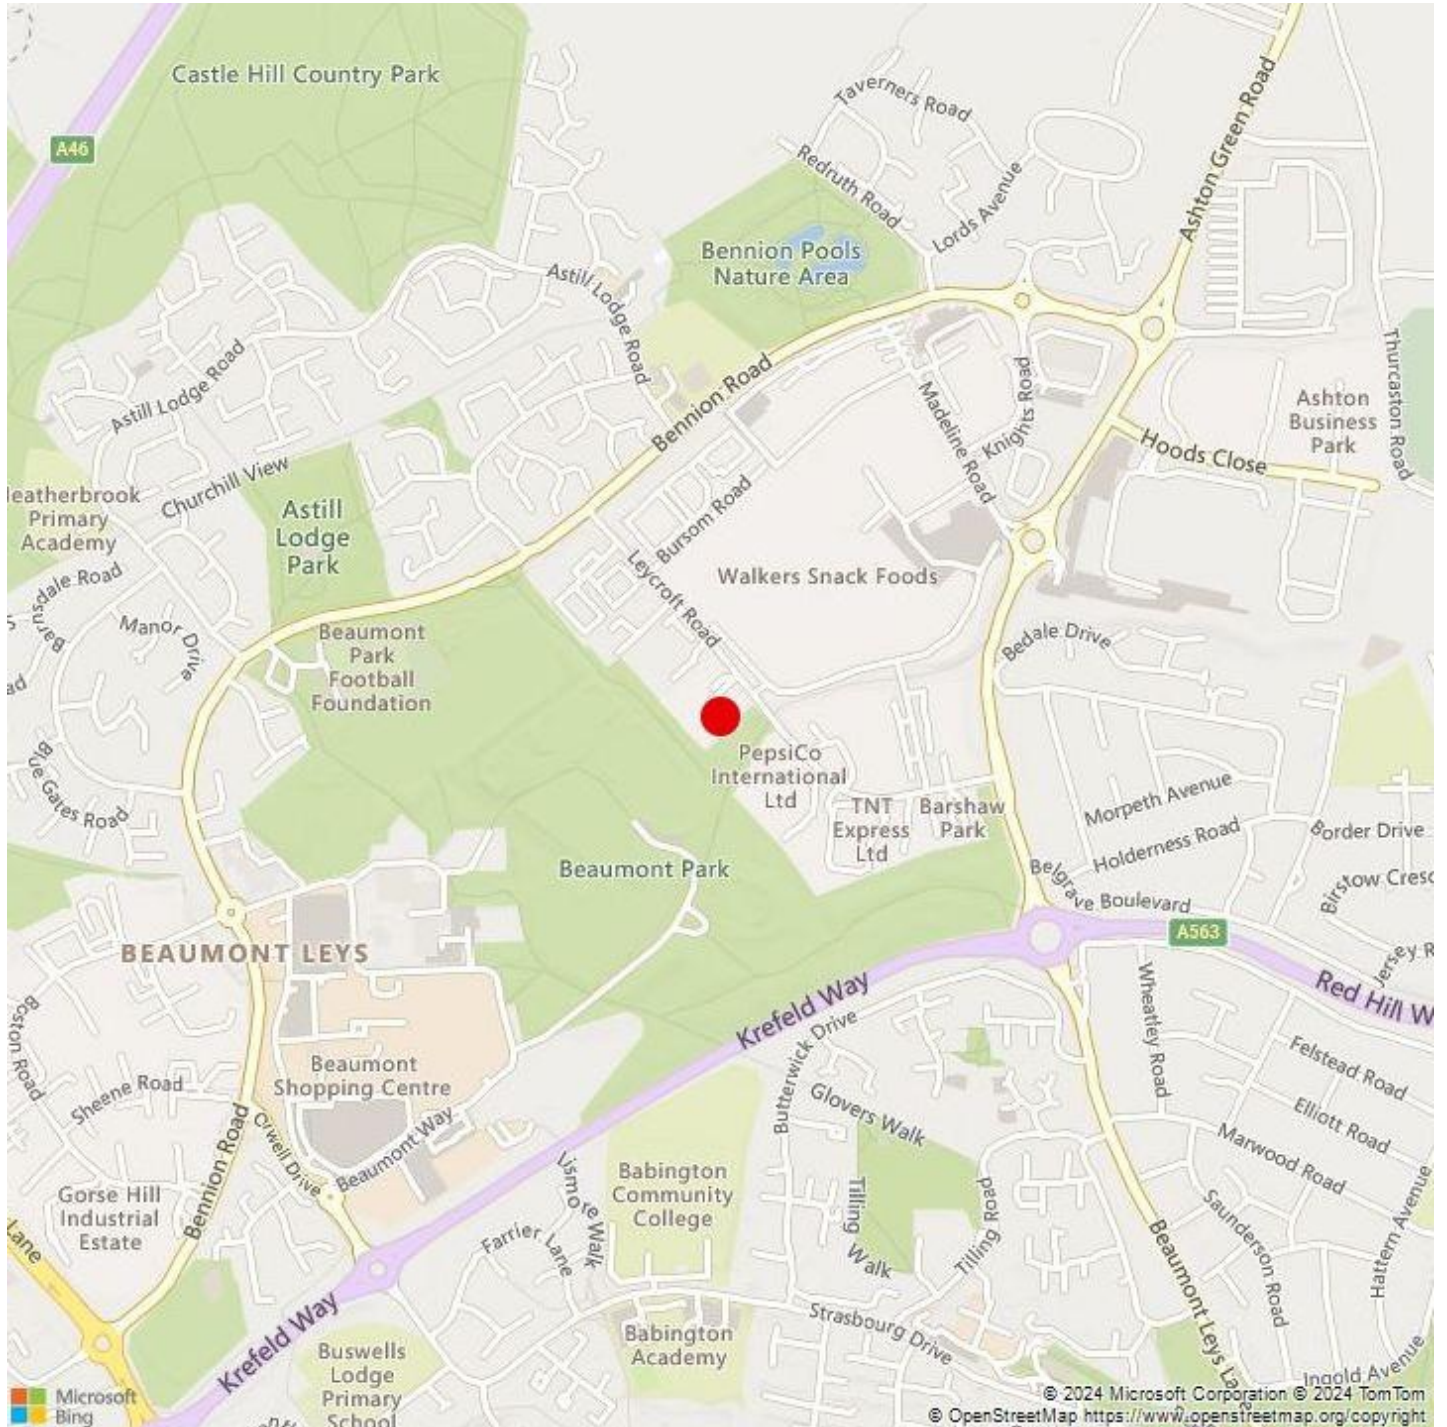 Castle Hill Country Park
A46
Taverners Road
Redruth Road
Lords Avenue
Ashton Green Road
Bennion Pools
Nature Area
Astill Lodge Road
Thurcaston Road
Astill Lodge Road
Bennion Road
Madeline Road
Knights Road
Ashton
Business
Park
Hoods Close
Churchill View
Heatherbrook
Primary
Academy
Astill
Lodge
Park
Bursom Road
Leycroft Road
Walkers Snack Foods
Barnsdale Road
Manor Drive
Beaumont
Park
Football
Foundation
Bedale Drive
ad
Blue Gates Road
PepsiCo
International
Ltd
TNT
Express
Ltd
Barshaw
Park
Morpeth Avenue
Holderness Road
Border Drive
Beaumont Park
Belgrave Boulevard
Birstow Cresc
BEAUMONT LEYS
A563
Jersey R
Krefeld Way
Red Hill W
Boston Road
Wheatley Road
Butterwick Drive
Beaumont
Shopping Centre
Sheene Road
Felstead Road
Glovers Walk
Elliott Road
Marwood Road
Orwell Drive
Beaumont Way
Bennion Road
Lismore Walk
Babington
Community
College
Tilling Walk
Tilling Road
Gorse Hill
Industrial
Estate
Lane
Farrier Lane
Saunderson Road
Hattern Avenue
Beaumont Leys La
Krefeld Way
Strasbourg Drive
Babington
Academy
Buswells
Lodge
Primary
School
Ingold Avenue
Microsoft
Bing
© 2024 Microsoft Corporation © 2024 TomTom
© OpenStreetMap https://www.openstreetmap.org/copyright